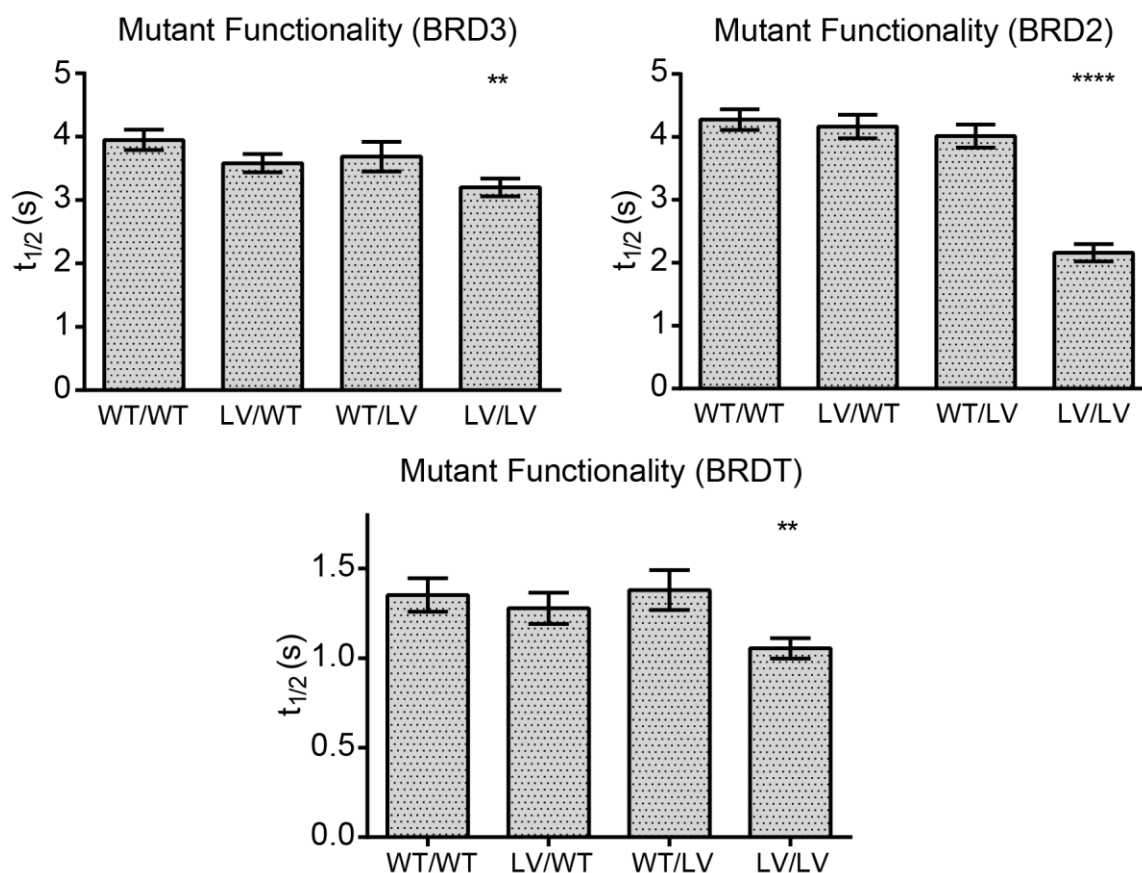 Mutant Functionality (BRD3)
**
5
4
3
2
1
0
t1/2 (s)
WT/WT LV/WT WT/LV LV/LV
Mutant Functionality (BRD2)
****
5
4
3
2
1
0
t1/2 (s)
WT/WT LV/WT WT/LV LV/LV
Mutant Functionality (BRDT)
**
1.5
1.0
0.5
0.0
t1/2 (s)
WT/WT LV/WT WT/LV LV/LV